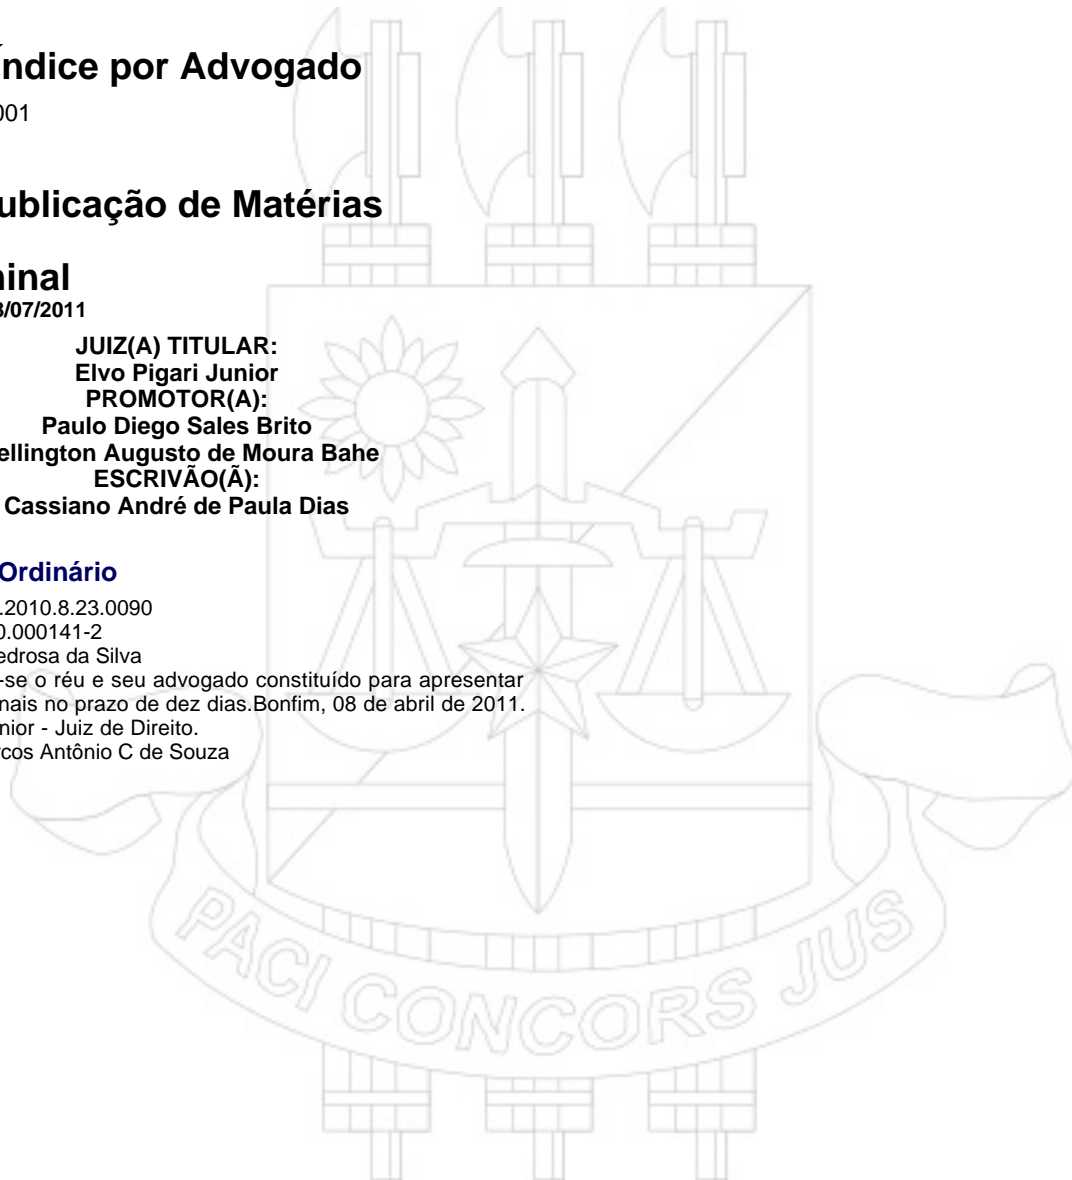 Índice por Advogado
001
ublicação de Matérias
inal
8/07/2011
JUIZ(A) TITULAR:
Elvo Pigari Junior
PROMOTOR(A):
Paulo Diego Sales Brito
ellington Augusto de Moura Bahe
ESCRIVÃO(Ã):
Cassiano André de Paula Dias
Ordinário
.2010.8.23.0090
0.000141-2
edrosa da Silva
-se o réu e seu advogado constituído para apresentar
nais no prazo de dez dias.Bonfim, 08 de abril de 2011.
nior - Juiz de Direito.
rcos Antônio C de Souza
PACI CONCORS JUS